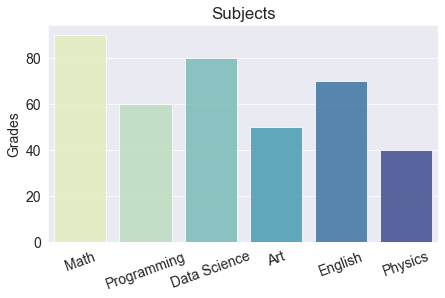 Subjects
Grades
80
60
40
20
0
Math
Programming
Data Science
Art
English
Physics